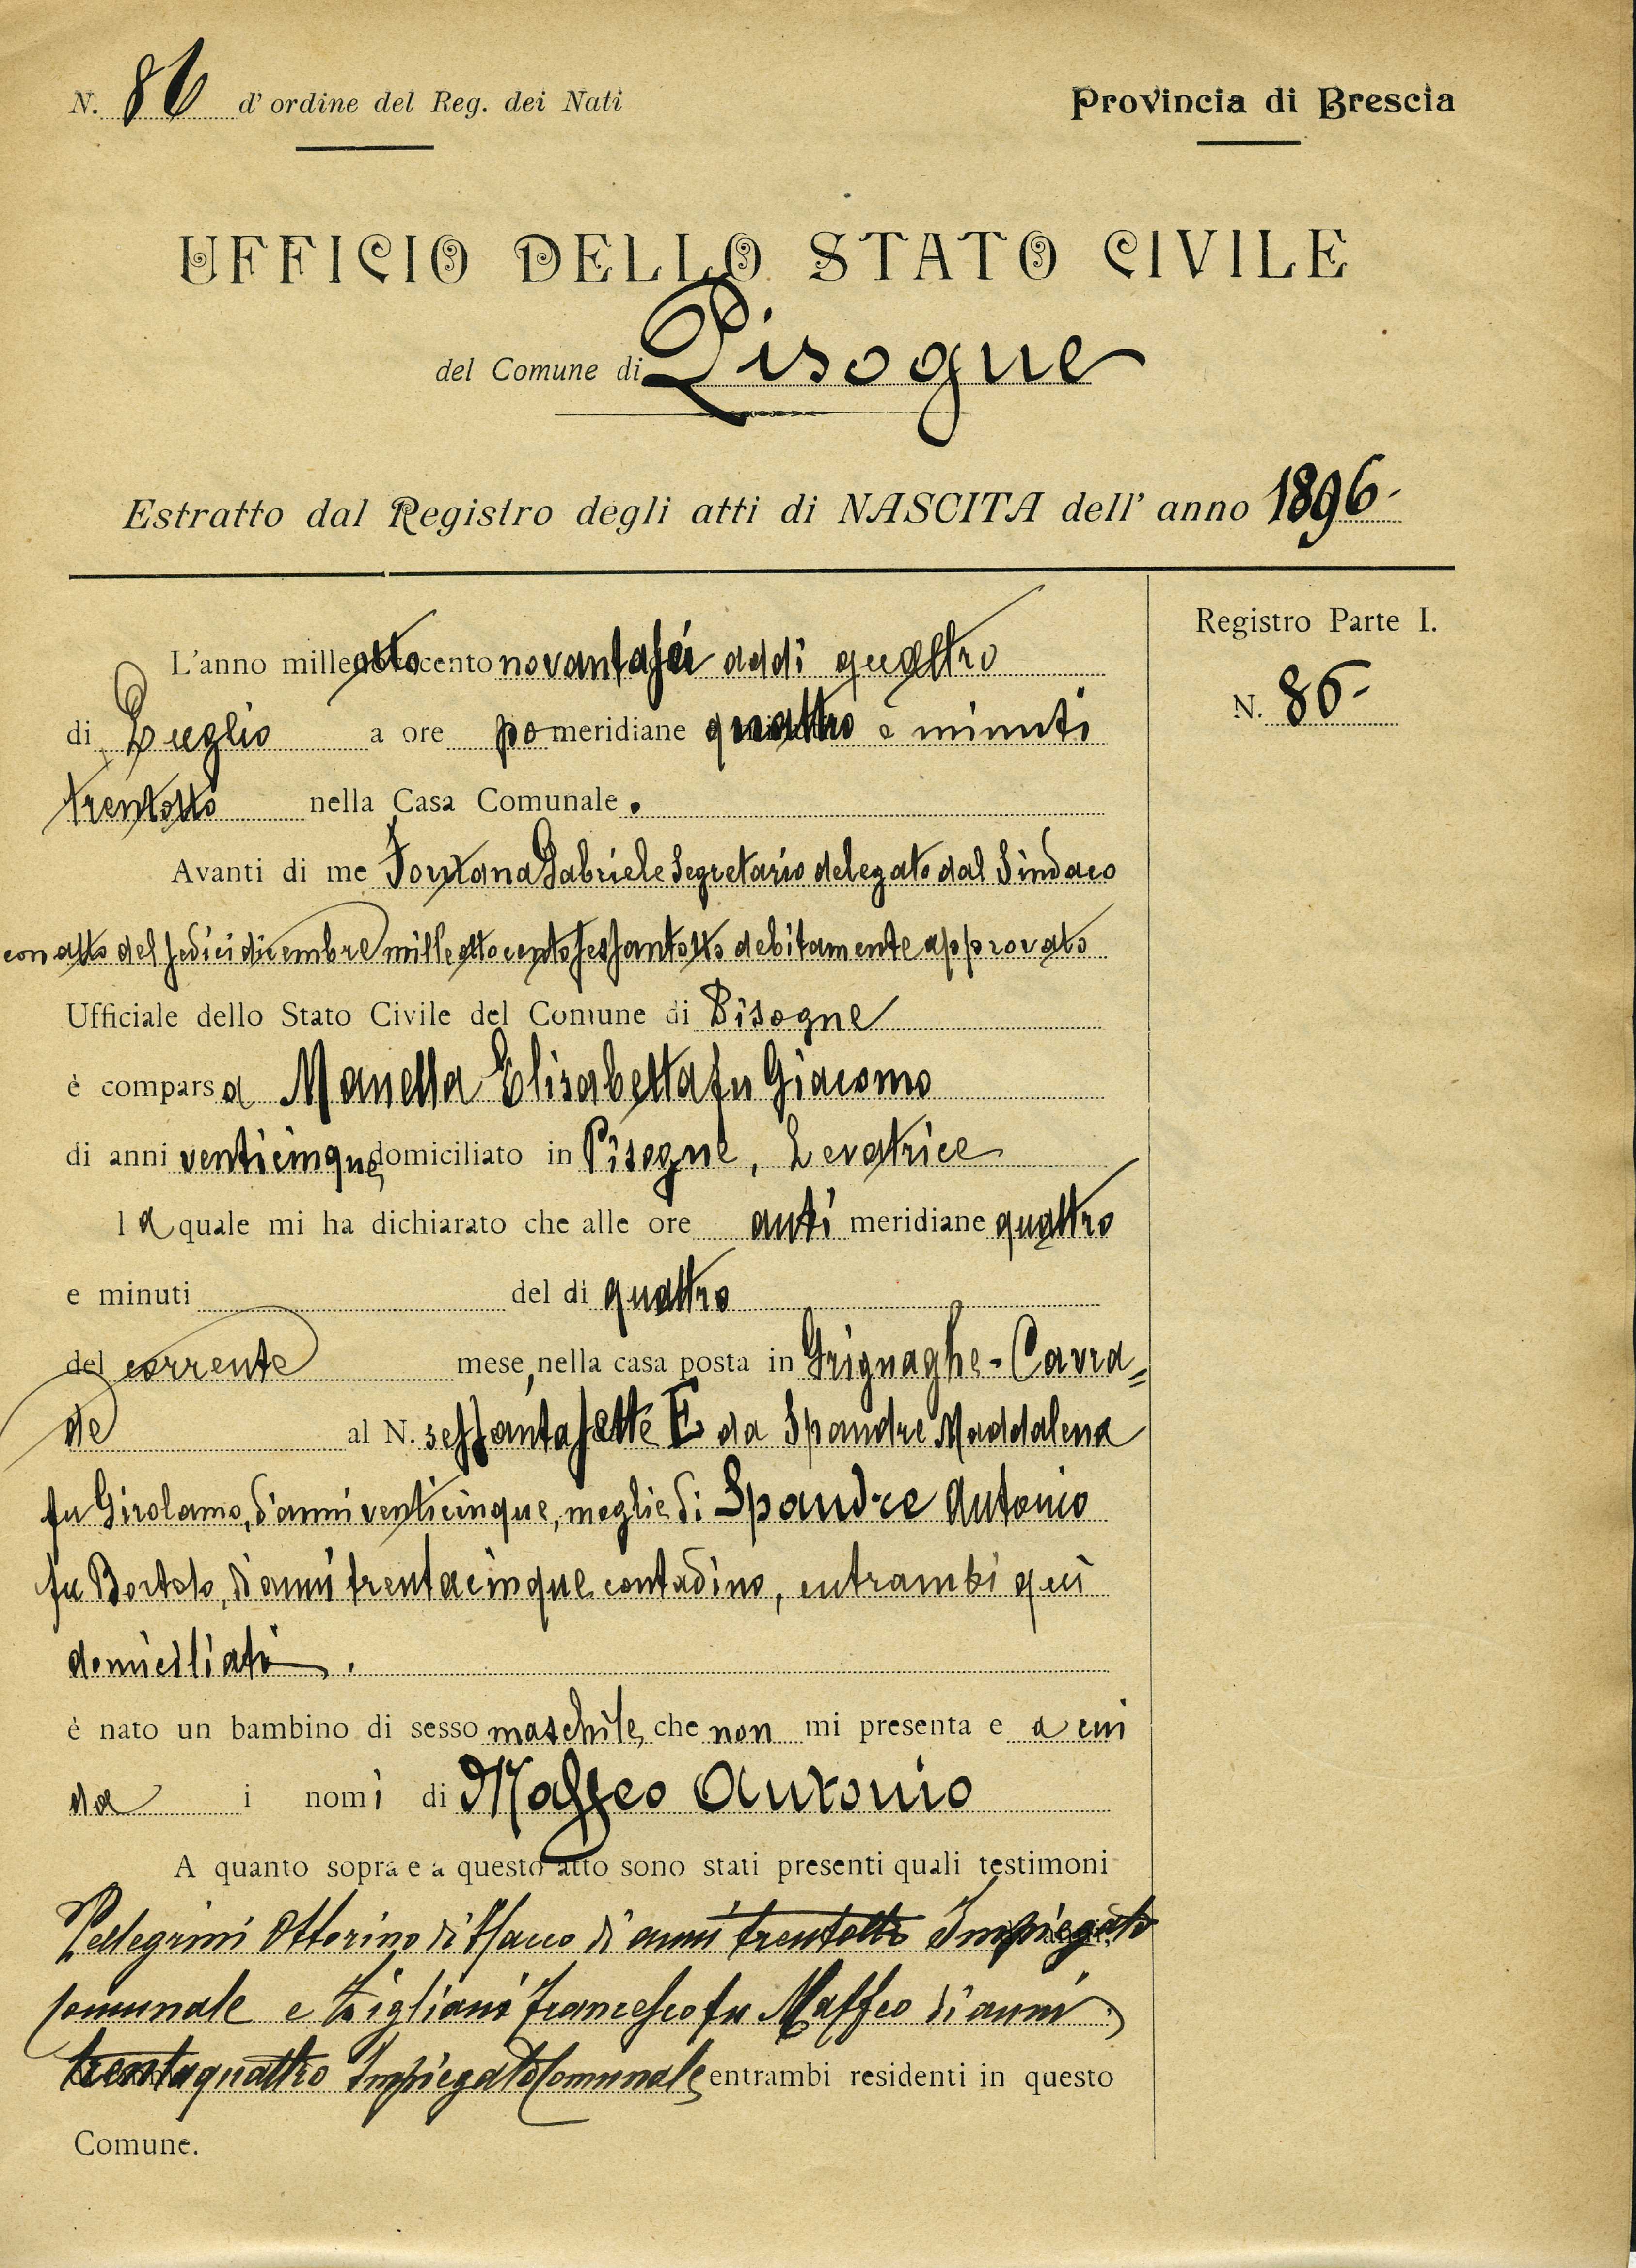 N. 86 d' ordine del Reg. dei Nati
Provincia di Brescia
UFFICIO DELLO STATO CIVILE
del Comune di Pisogne
Estratto dal Registro degli atti di NASCITA dell' anno 1896-
Registro Parte I.
N. 86-
L'anno milleottocento novantasei addì quattro
di Luglio a ore po meridiane quattro e minuti
trentotto nella Casa Comunale.
Avanti di me Fontana Gabriele Segretario delegato dal Sindaco
con atto del sedici dicembre milleottocentosessantotto debitamente approvato
Ufficiale dello Stato Civile del Comune di Pisogne
è comparsa Manella Elisabetta fu Giacomo
di anni venticinque domiciliato in Pisogne, Levatrice
la quale mi ha dichiarato che alle ore anti meridiane quattro
e minuti del dì quattro
del corrente mese, nella casa posta in Grignaghe - Cavra=
de al N. sessantasette E da Spandre Maddalena
fu Girolamo, d'anni venticinque, moglie di Spandre Antonio
fu Bortolo, d'anni trentacinque contadino, entrambi qui
domiciliati.
è nato un bambino di sesso maschile, che non mi presenta e a cui
da i nomi di Maffeo Antonio
A quanto sopra e a questo atto sono stati presenti quali testimoni
Pellegrini Ottorino di Isacco di anni trentotto Impiegato
Comunale e Francesco fu Maffeo di anni
trentaquattro Impiegato Comunale, entrambi residenti in questo
Comune.